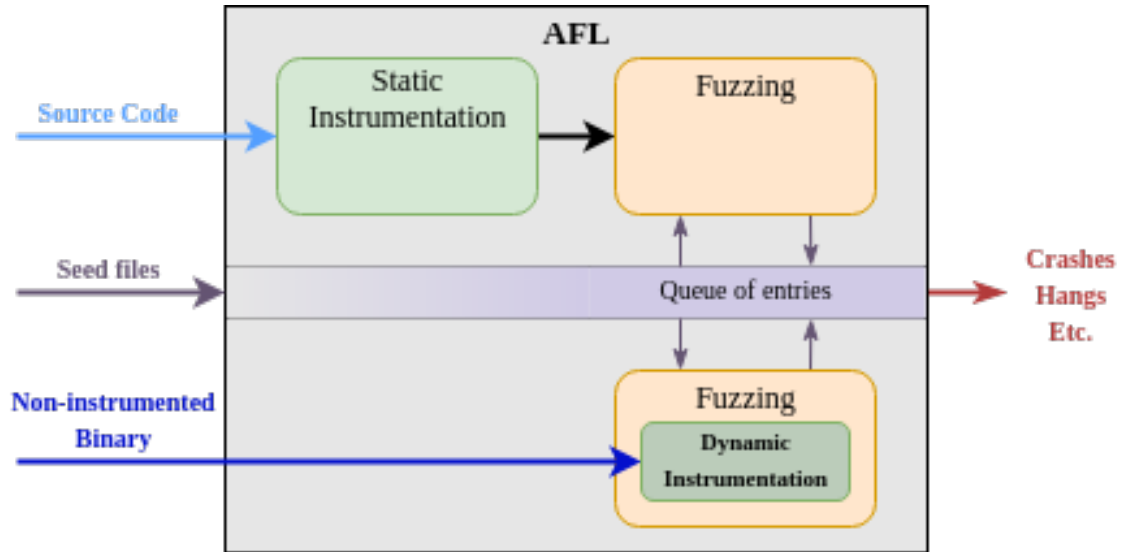 AFL
Static
Instrumentation
Fuzzing
Source Code
Seed files
Queue of entries
Crashes
Hangs
Etc.
Non-instrumented
Binary
Fuzzing
Dynamic
Instrumentation